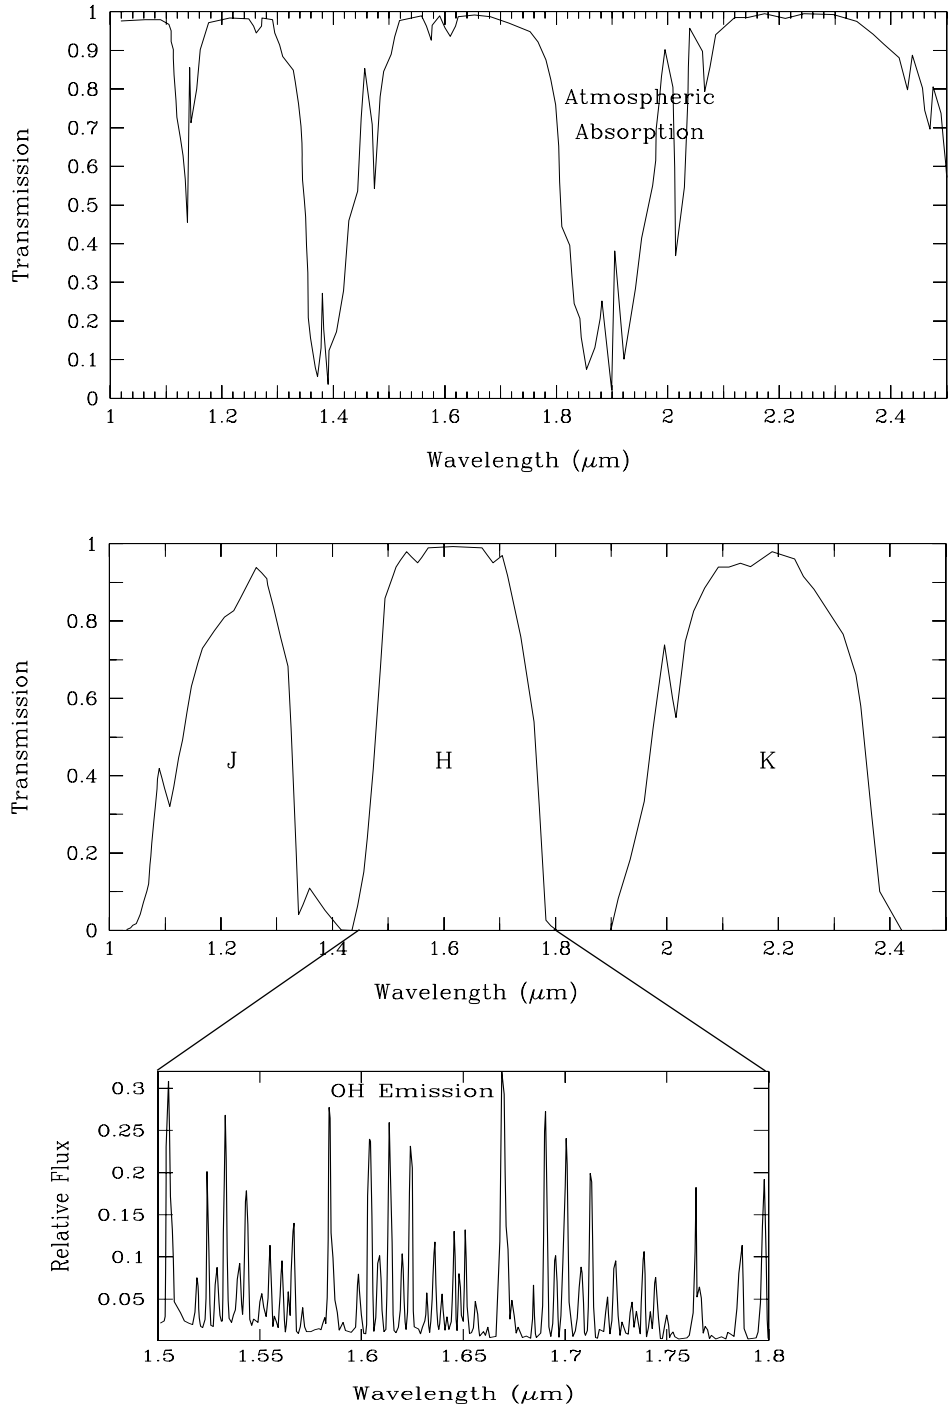 1
0.9
0.8
0.7
0.6
0.5
0.4
0.3
0.2
0.1
0
Transmission
Atmospheric
Absorption
1 1.2 1.4 1.6 1.8 2 2.2 2.4
Wavelength (μm)
1
0.8
0.6
0.4
0.2
0
Transmission
J H K
1 1.2 1.4 1.6 1.8 2 2.2 2.4
Wavelength (μm)
OH Emission
0.3
0.25
0.2
0.15
0.1
0.05
Relative Flux
1.5 1.55 1.6 1.65 1.7 1.75 1.8
Wavelength (μm)